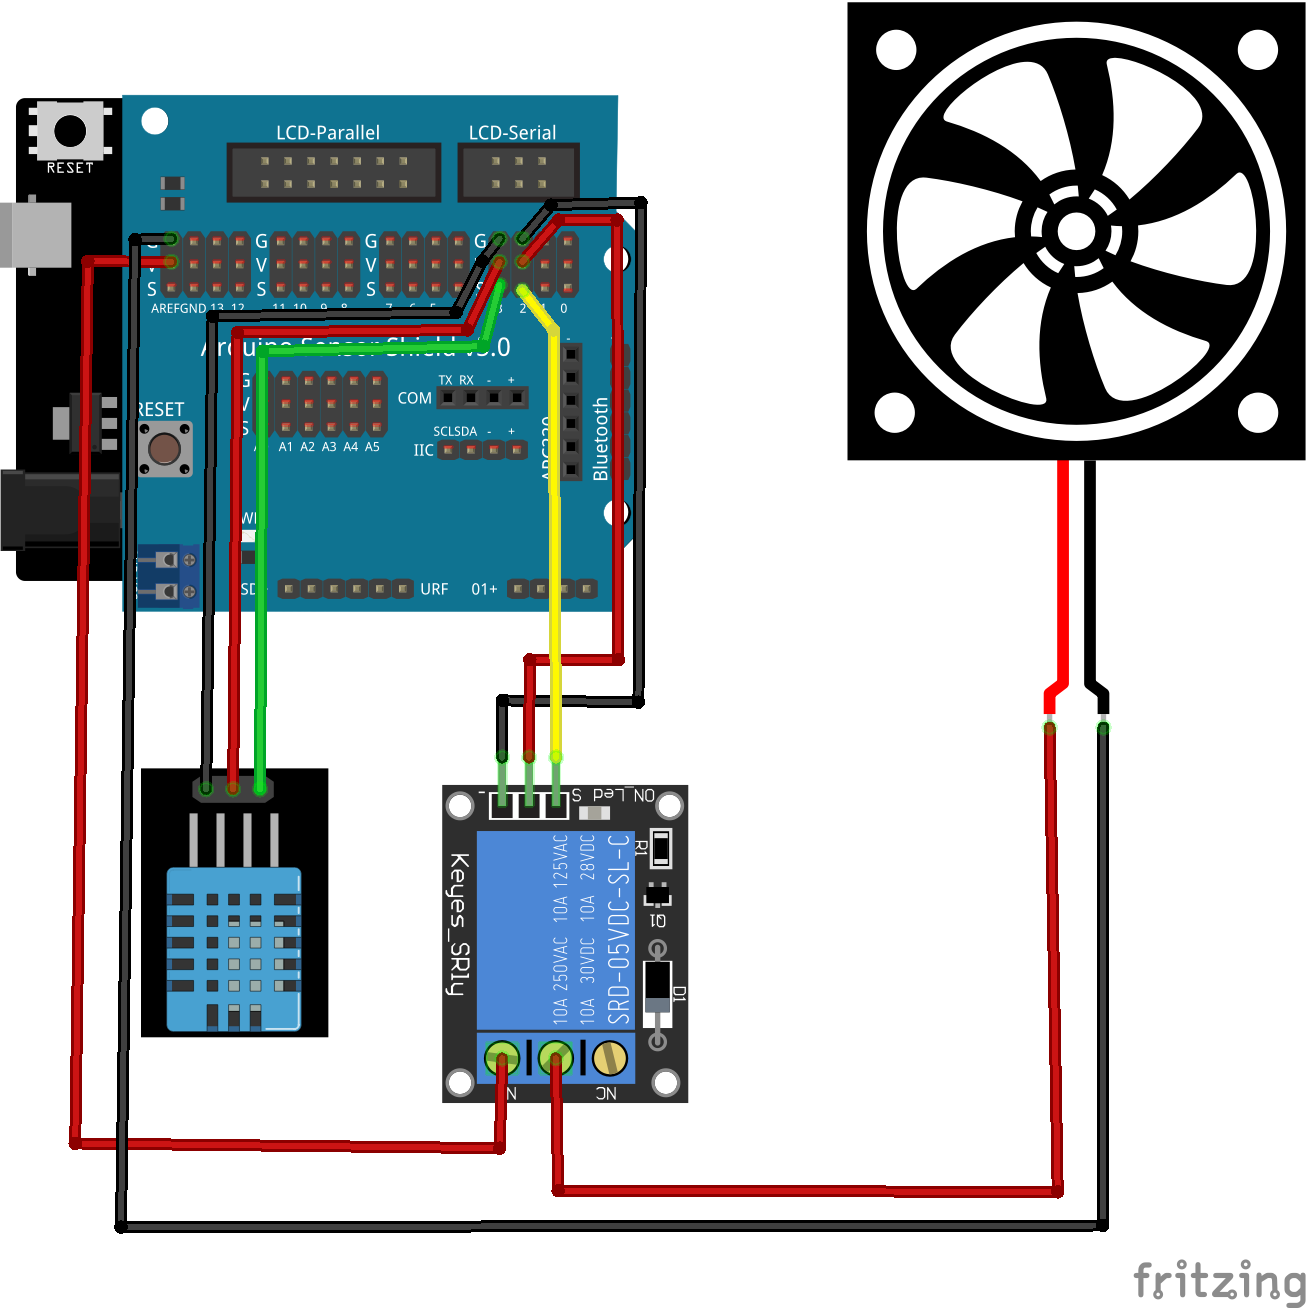 LCD-Parallel
LCD-Serial
RESET
G G G G
V V V
S S S S
AREFGND 13 12 11 10 9 8 7 6 5 3 2 1 0
Arduino Sensor Shield v5.0
RESET
G
V
S
A1 A2 A3 A4 A5
TX RX - +
COM
SCLSDA - +
IIC
APC220
Bluetooth
SD
URF
01+
-
S
ON_Led
Keyes_SRly
10A 250VAC 10A 125VAC
10A 30VDC 10A 28VDC
SRD-05VDC-SL-C
R1
Q1
D1
N
NC
fritzing